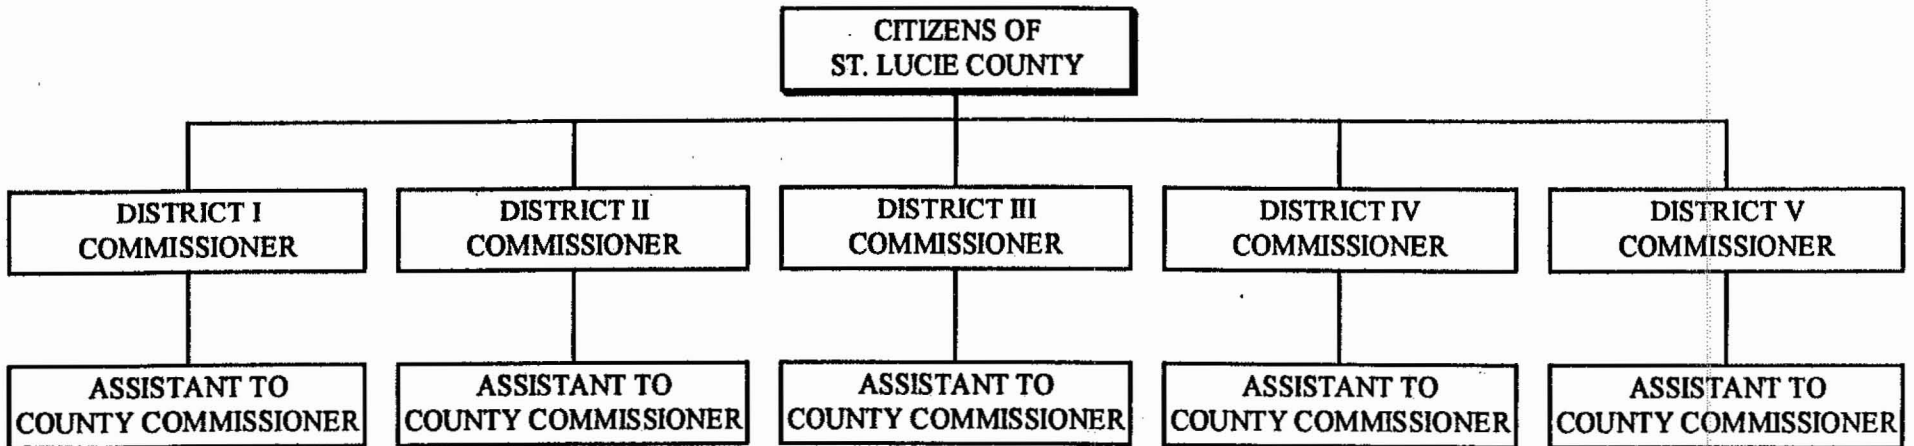 CITIZENS OF
ST. LUCIE COUNTY
DISTRICT I
COMMISSIONER
DISTRICT II
COMMISSIONER
DISTRICT III
COMMISSIONER
DISTRICT IV
COMMISSIONER
DISTRICT V
COMMISSIONER
ASSISTANT TO
COUNTY COMMISSIONER
ASSISTANT TO
COUNTY COMMISSIONER
ASSISTANT TO
COUNTY COMMISSIONER
ASSISTANT TO
COUNTY COMMISSIONER
ASSISTANT TO
COUNTY COMMISSIONER